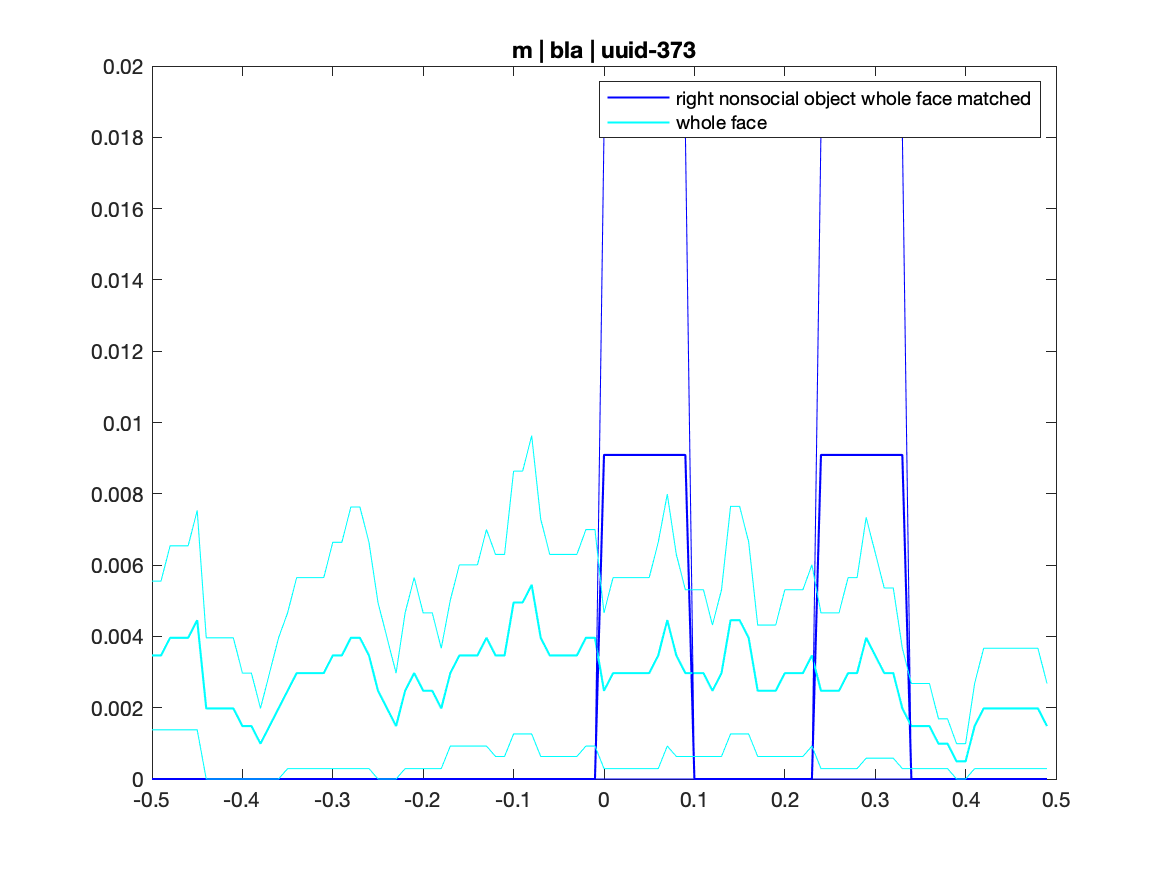 m | bla | uuid-373
right nonsocial object whole face matched
whole face
0.02
0.018
0.016
0.014
0.012
0.01
0.008
0.006
0.004
0.002
0
-0.5 -0.4 -0.3 -0.2 -0.1 0 0.1 0.2 0.3 0.4 0.5